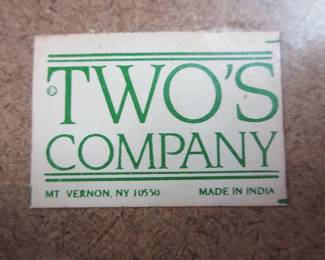 © TWO'S
COMPANY
MT VERNON, NY 10550 MADE IN INDIA